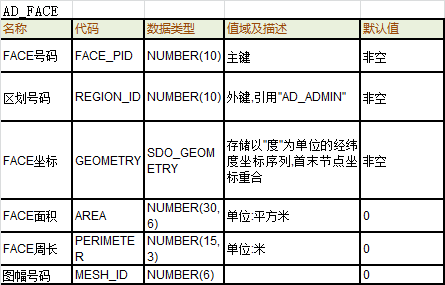 AD_FACE
名称 代码 数据类型 值域及描述 默认值
FACE号码 FACE_PID NUMBER(10) 主键 非空
区划号码 REGION_ID NUMBER(10) 外键,引用"AD_ADMIN" 非空
FACE坐标 GEOMETRY SDO_GEOM
ETRY 存储以"度"为单位的经纬
度坐标序列,首末节点坐
标重合 非空
FACE面积 AREA NUMBER(30,
6) 单位:平方米 0
FACE周长 PERIMETE
R NUMBER(15,
3) 单位:米 0
图幅号码 MESH_ID NUMBER(6) 0